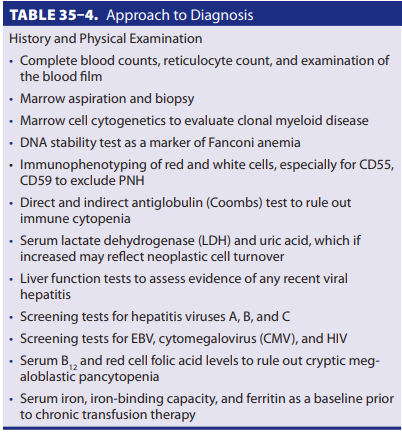 TABLE 35–4. Approach to Diagnosis
History and Physical Examination
• Complete blood counts, reticulocyte count, and examination of
the blood film
• Marrow aspiration and biopsy
• Marrow cell cytogenetics to evaluate clonal myeloid disease
• DNA stability test as a marker of Fanconi anemia
• Immunophenotyping of red and white cells, especially for CD55,
CD59 to exclude PNH
• Direct and indirect antiglobulin (Coombs) test to rule out
immune cytopenia
• Serum lactate dehydrogenase (LDH) and uric acid, which if
increased may reflect neoplastic cell turnover
• Liver function tests to assess evidence of any recent viral
hepatitis
• Screening tests for hepatitis viruses A, B, and C
• Screening tests for EBV, cytomegalovirus (CMV), and HIV
• Serum B12 and red cell folic acid levels to rule out cryptic meg-
aloblastic pancytopenia
• Serum iron, iron-binding capacity, and ferritin as a baseline prior
to chronic transfusion therapy